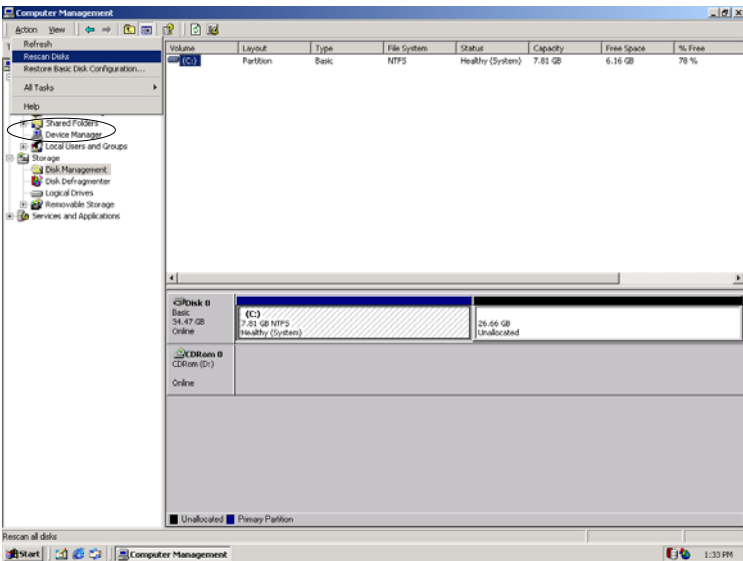 Computer Management
Action View
Refresh
Rescan Disks
Restore Basic Disk Configuration...
All Tasks
Help
Shared Folders
Device Manager
Local Users and Groups
Storage
Disk Management
Disk Defragmenter
Logical Drives
Removable Storage
Services and Applications
Volume Layout Type File System Status Capacity Free Space % Free
(C:) Partition Basic NTFS Healthy (System) 7.81 GB 6.16 GB 78 %
Disk 0
Basic
34.47 GB
Online
(C:)
7.81 GB NTFS
Healthy (System)
26.66 GB
Unallocated
CDRom 0
CDRom (D:)
Online
Unallocated Primary Partition
Rescan all disks
Start Computer Management 1:33 PM